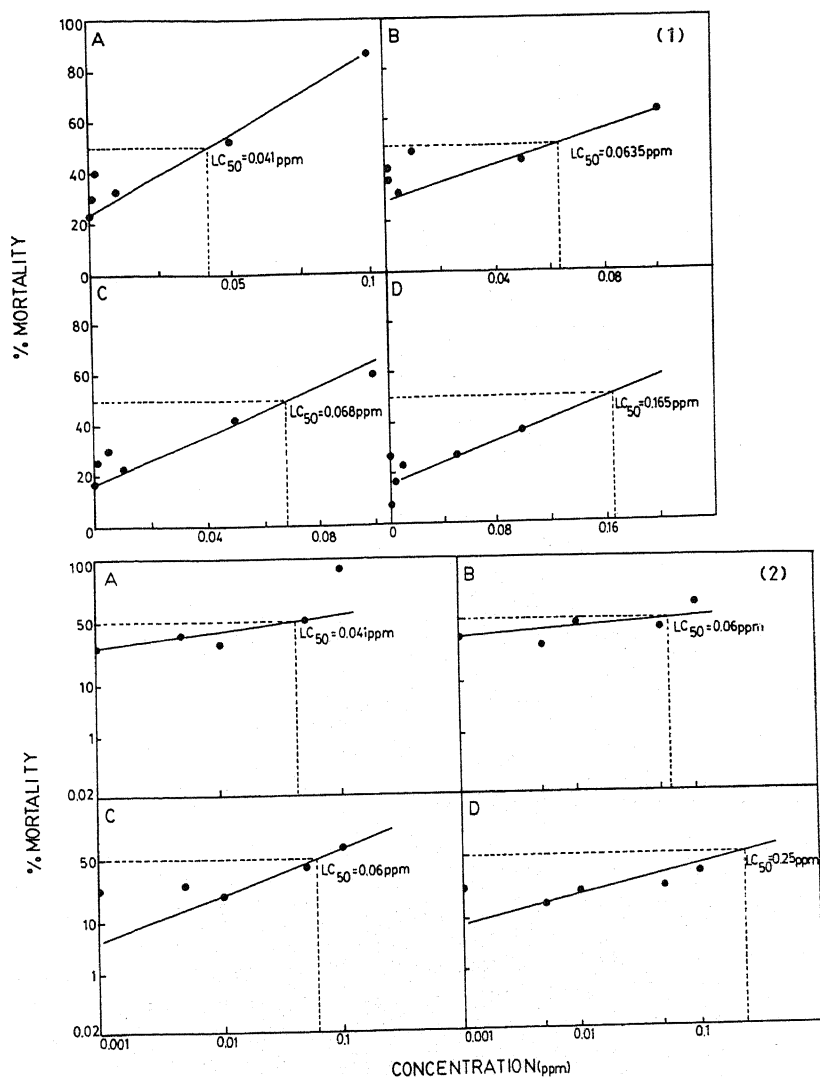 100
A
B
(1)
80
60
LC50=0.041ppm
LC50=0.0635ppm
40
20
0
0.05
0.1
0.04
0.08
% MORTALITY
C
D
80
60
LC50=0.068ppm
LC50=0.165ppm
40
20
0
0.04
0.08
0
0.08
0.16
100
A
B
(2)
50
LC50=0.041ppm
LC50=0.06ppm
10
1
0.02
% MORTALITY
C
D
50
LC50=0.06ppm
LC50=0.25ppm
10
1
0.02
0.001
0.01
0.1
0.001
0.01
0.1
CONCENTRATION(ppm)